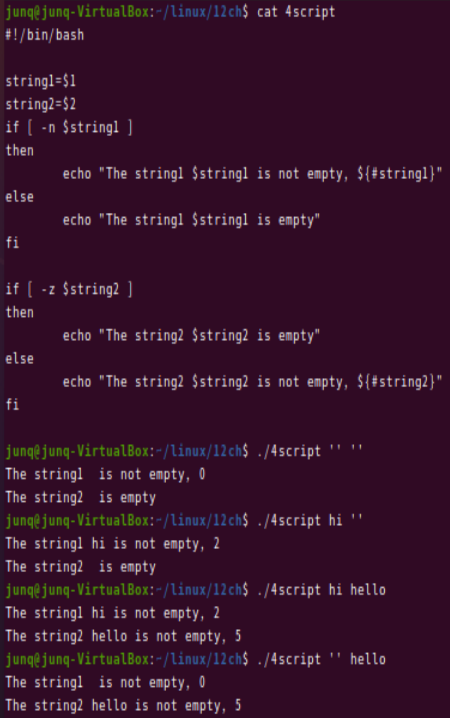 junq@junq-VirtualBox:~/linux/12ch$ cat 4script
#!/bin/bash

string1=$1
string2=$2
if [ -n $string1 ]
then
        echo "The string1 $string1 is not empty, ${#string1}"
else
        echo "The string1 $string1 is empty"
fi

if [ -z $string2 ]
then
        echo "The string2 $string2 is empty"
else
        echo "The string2 $string2 is not empty, ${#string2}"
fi

junq@junq-VirtualBox:~/linux/12ch$ ./4script '' ''
The string1  is not empty, 0
The string2  is empty
junq@junq-VirtualBox:~/linux/12ch$ ./4script hi ''
The string1 hi is not empty, 2
The string2  is empty
junq@junq-VirtualBox:~/linux/12ch$ ./4script hi hello
The string1 hi is not empty, 2
The string2 hello is not empty, 5
junq@junq-VirtualBox:~/linux/12ch$ ./4script '' hello
The string1  is not empty, 0
The string2 hello is not empty, 5